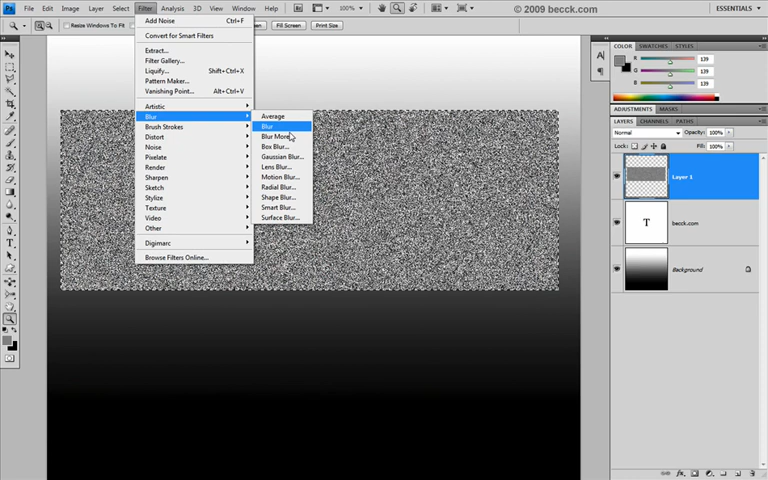 Ps File Edit Image Layer Select Filter Analysis 3D View Window Help 100% © 2009 becck.com ESSENTIALS
Resize Windows To Fit Fill Screen Print Size
Add Noise Ctrl+F
Convert for Smart Filters
Extract...
Filter Gallery...
Liquify... Shift+Ctrl+X
Pattern Maker...
Vanishing Point... Alt+Ctrl+V
Artistic
Blur
Brush Strokes
Distort
Noise
Pixelate
Render
Sharpen
Sketch
Stylize
Texture
Video
Other
Digimarc
Browse Filters Online...
Average
Blur
Blur More
Box Blur...
Gaussian Blur...
Lens Blur...
Motion Blur...
Radial Blur...
Shape Blur...
Smart Blur...
Surface Blur...
COLOR SWATCHES STYLES
R 139
G 139
B 139
ADJUSTMENTS MASKS
LAYERS CHANNELS PATHS
Normal Opacity: 100%
Lock: Fill: 100%
Layer 1
T becck.com
Background